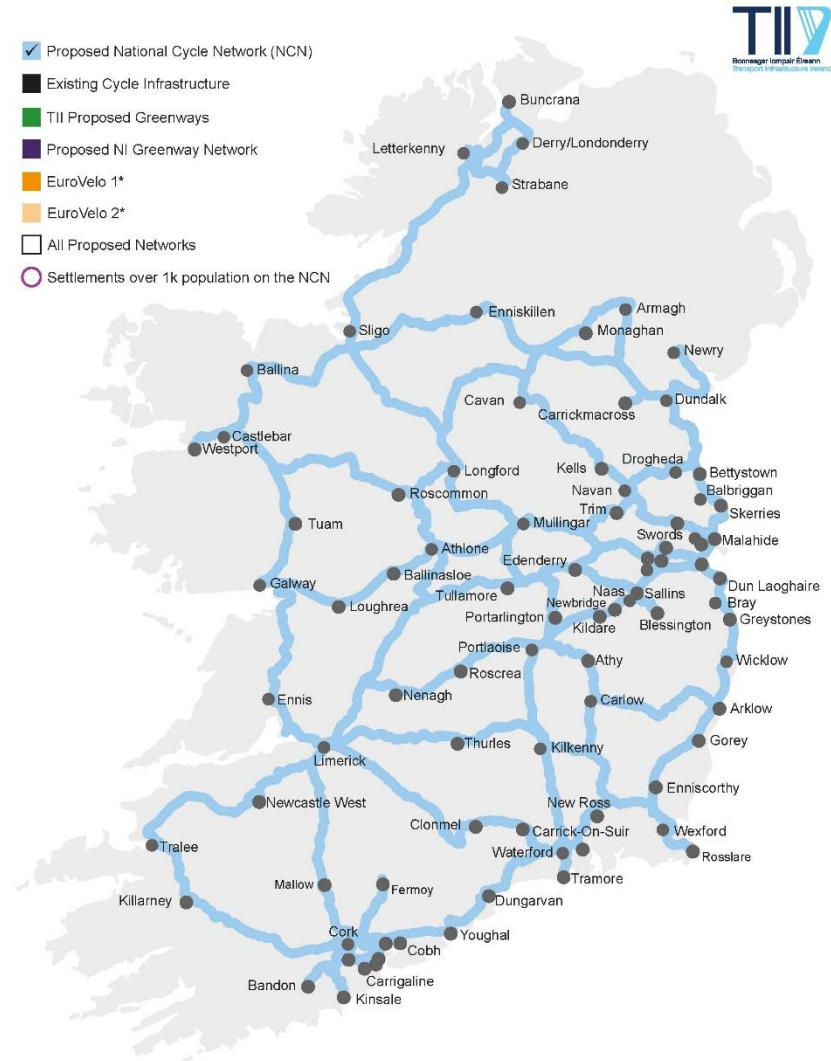 TII
Bonneagar Iompair Éireann
Transport Infrastructure Ireland
Proposed National Cycle Network (NCN)
Existing Cycle Infrastructure
TII Proposed Greenways
Proposed NI Greenway Network
EuroVelo 1*
EuroVelo 2*
All Proposed Networks
Settlements over 1k population on the NCN
Buncrana
Derry/Londonderry
Letterkenny
Strabane
Enniskillen
Armagh
Sligo
Monaghan
Newry
Ballina
Cavan
Carrickmacross
Dundalk
Castlebar
Westport
Longford
Kells
Drogheda
Bettystown
Roscommon
Navan
Balbriggan
Trim
Skerries
Tuam
Mullingar
Swords
Malahide
Athlone
Edenderry
Ballinasloe
Galway
Tullamore
Naas
Sallins
Dun Laoghaire
Loughrea
Newbridge
Bray
Portarlington
Kildare
Blessington
Greystones
Portlaoise
Athy
Wicklow
Roscrea
Ennis
Nenagh
Carlow
Arklow
Thurles
Kilkenny
Gorey
Limerick
Enniscorthy
Newcastle West
New Ross
Clonmel
Carrick-On-Suir
Wexford
Tralee
Waterford
Rosslare
Tramore
Mallow
Fermoy
Killarney
Dungarvan
Cork
Youghal
Cobh
Carrigaline
Bandon
Kinsale